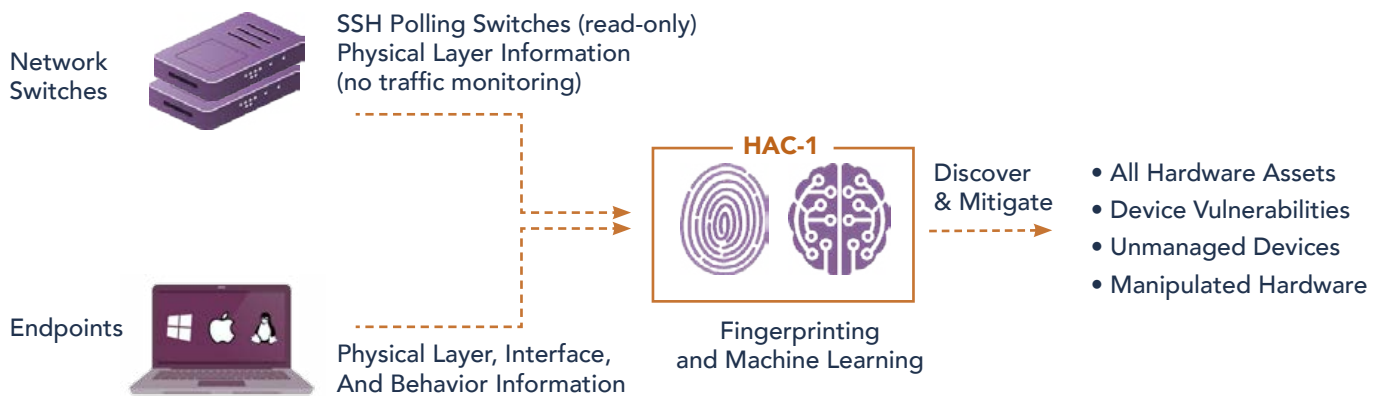 Network
Switches
SSH Polling Switches (read-only)
Physical Layer Information
(no traffic monitoring)
Endpoints
Physical Layer, Interface,
And Behavior Information
HAC-1
Fingerprinting
and Machine Learning
Discover
& Mitigate
• All Hardware Assets
• Device Vulnerabilities
• Unmanaged Devices
• Manipulated Hardware